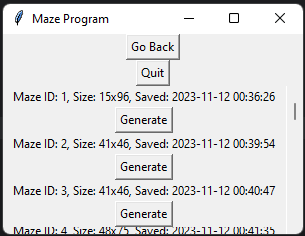 Maze Program
Go Back
Quit
Maze ID: 1, Size: 15x96, Saved: 2023-11-12 00:36:26
Generate
Maze ID: 2, Size: 41x46, Saved: 2023-11-12 00:39:54
Generate
Maze ID: 3, Size: 41x46, Saved: 2023-11-12 00:40:47
Generate
Maze ID: 4, Size: 48x75, Saved: 2023-11-12 00:41:35